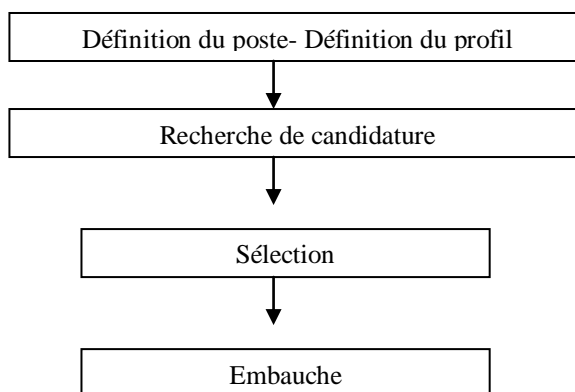 Définition du poste- Définition du profil
Recherche de candidature
Sélection
Embauche